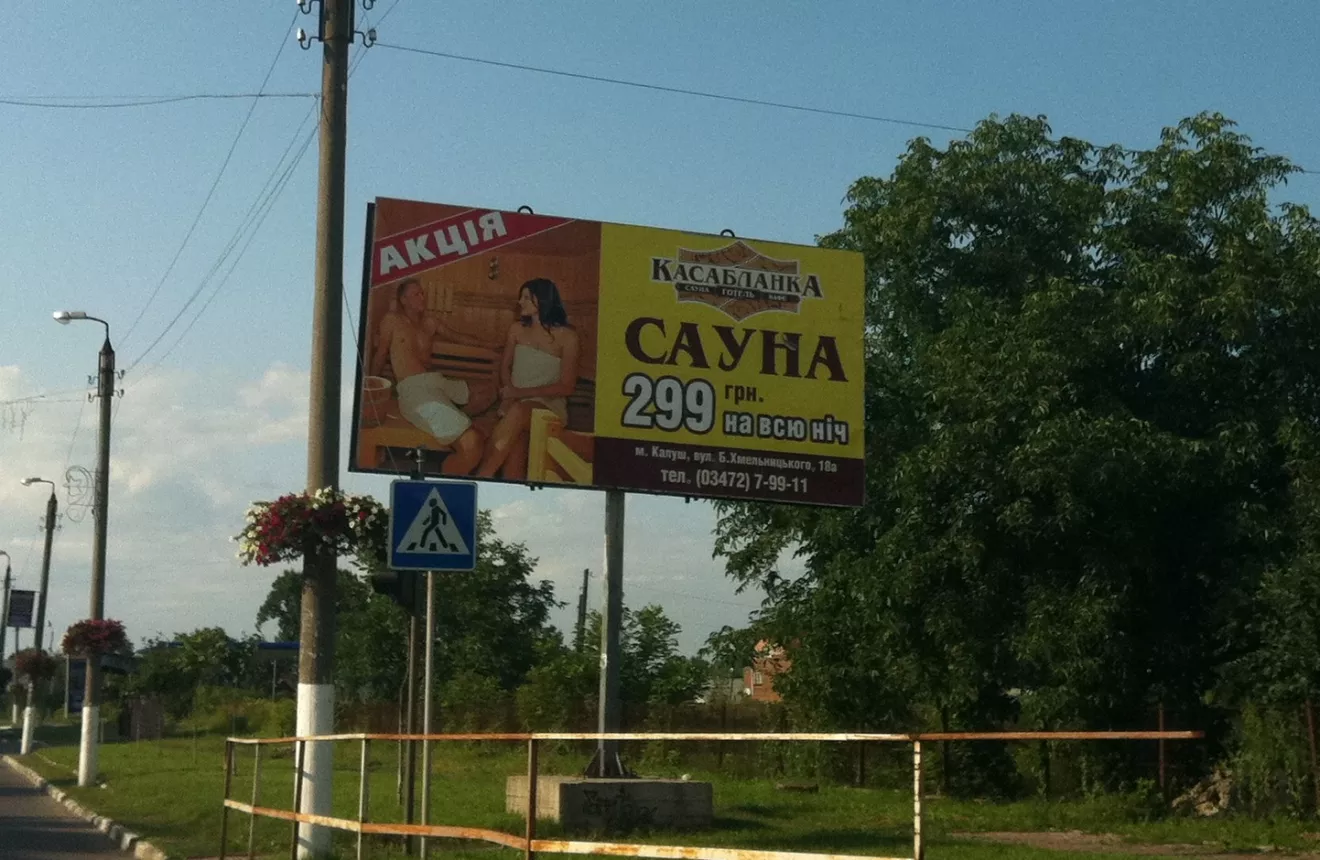 АКЦІЯ
КАСАБЛАНКА
САУНА ГОТЕЛЬ КАФЕ
САУНА
299 грн.
на всю ніч
м. Калуш, вул. Б.Хмельницького, 18а
тел. (03472) 7-99-11